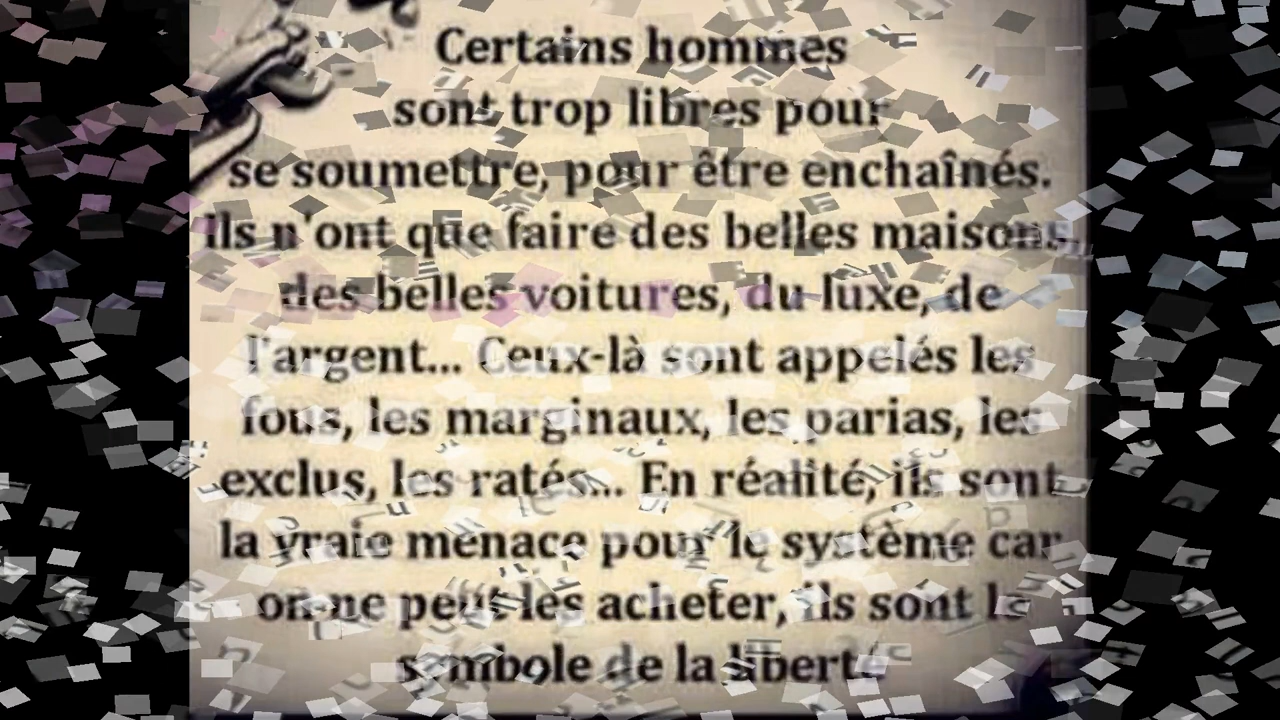 Certains hommes
sont trop libres pour
se soumettre, pour être enchaînés.
Ils n'ont que faire des belles maisons,
des belles voitures, du luxe, de
l'argent... Ceux-là sont appelés les
fous, les marginaux, les parias, les
exclus, les ratés... En réalité, ils sont
la vraie menace pour le système car
on ne peut les acheter, ils sont le
symbole de la liberté